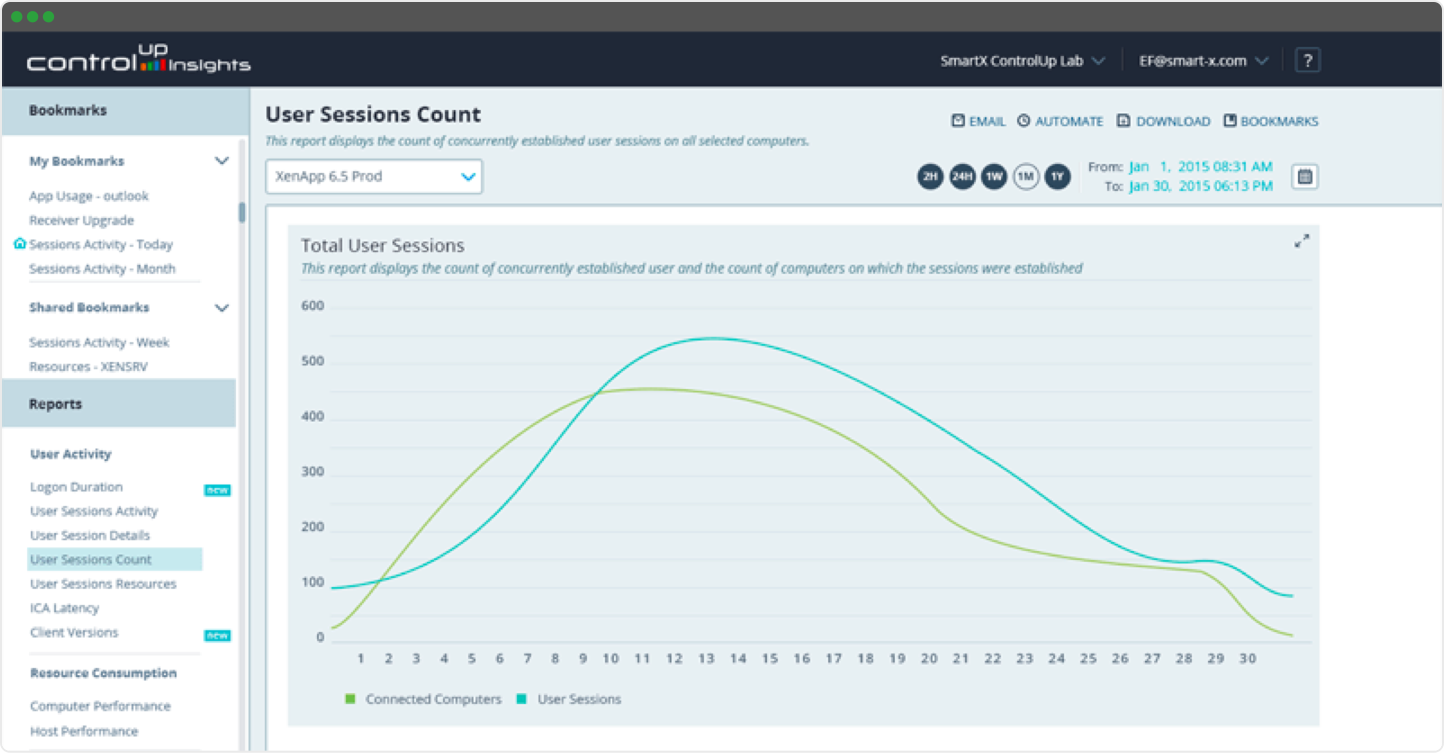 controlup Insights
SmartX ControlUp Lab
EF@smart-x.com
?
Bookmarks
My Bookmarks
App Usage - outlook
Receiver Upgrade
Sessions Activity - Today
Sessions Activity - Month
Shared Bookmarks
Sessions Activity - Week
Resources - XENSRV
Reports
User Activity
Logon Duration new
User Sessions Activity
User Session Details
User Sessions Count
User Sessions Resources
ICA Latency
Client Versions new
Resource Consumption
Computer Performance
Host Performance
User Sessions Count
This report displays the count of concurrently established user sessions on all selected computers.
EMAIL AUTOMATE DOWNLOAD BOOKMARKS
XenApp 6.5 Prod
2H 24H 1W 1M 1Y
From: Jan 1, 2015 08:31 AM
To: Jan 30, 2015 06:13 PM
Total User Sessions
This report displays the count of concurrently established user and the count of computers on which the sessions were established
600
500
400
300
200
100
0
1 2 3 4 5 6 7 8 9 10 11 12 13 14 15 16 17 18 19 20 21 22 23 24 25 26 27 28 29 30
Connected Computers User Sessions